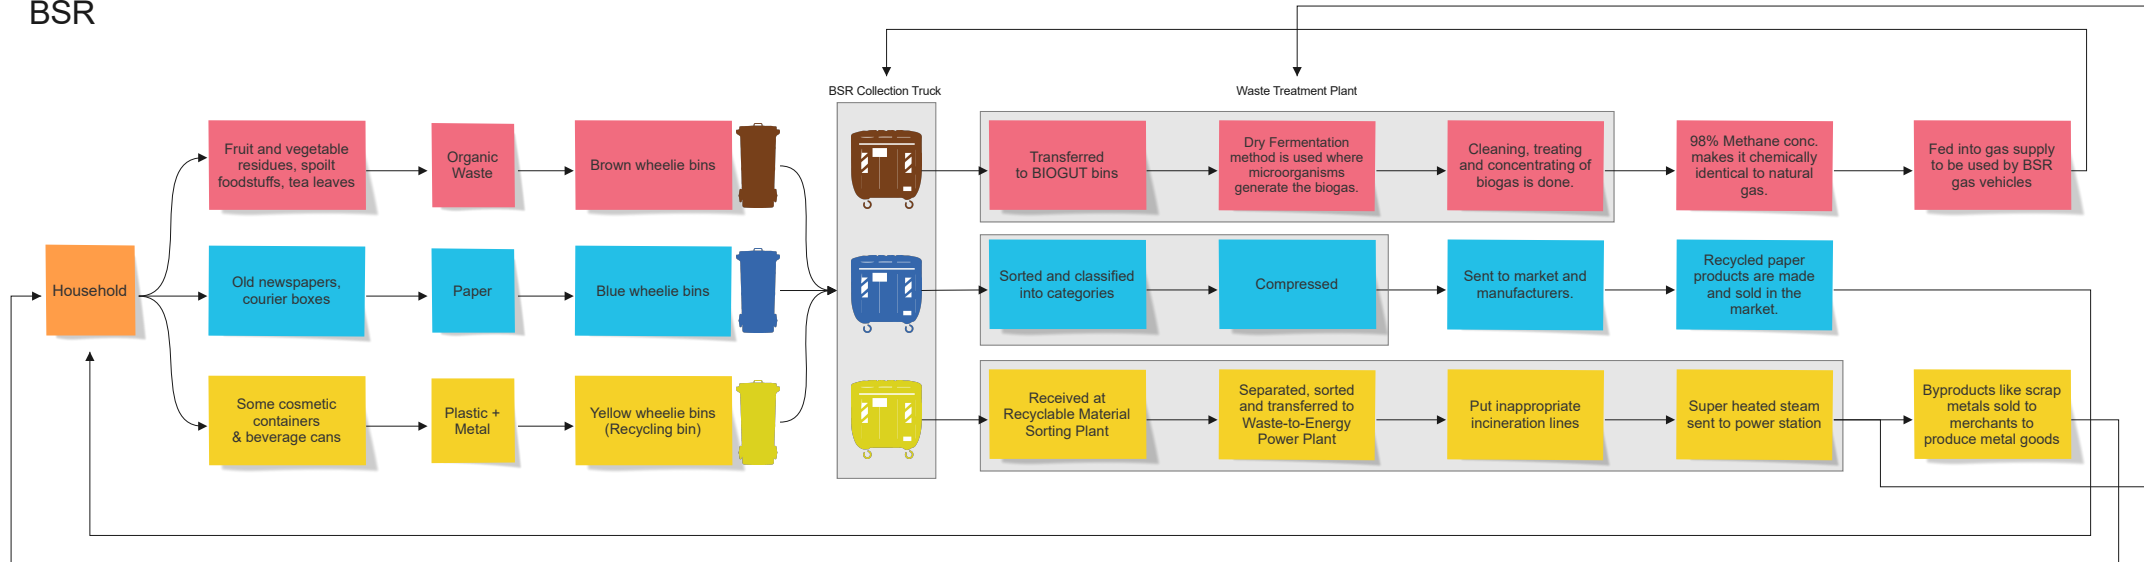 BSR
BSR Collection Truck
Waste Treatment Plant
Household
Fruit and vegetable
residues, spoilt
foodstuffs, tea leaves
Organic
Waste
Brown wheelie bins
Transferred
to BIOGUT bins
Dry Fermentation
method is used where
microorganisms
generate the biogas.
Cleaning, treating
and concentrating of
biogas is done.
98% Methane conc.
makes it chemically
identical to natural
gas.
Fed into gas supply
to be used by BSR
gas vehicles
Old newspapers,
courier boxes
Paper
Blue wheelie bins
Sorted and classified
into categories
Compressed
Sent to market and
manufacturers.
Recycled paper
products are made
and sold in the
market.
Some cosmetic
containers
& beverage cans
Plastic +
Metal
Yellow wheelie bins
(Recycling bin)
Received at
Recyclable Material
Sorting Plant
Separated, sorted
and transferred to
Waste-to-Energy
Power Plant
Put inappropriate
incineration lines
Super heated steam
sent to power station
Byproducts like scrap
metals sold to
merchants to
produce metal goods